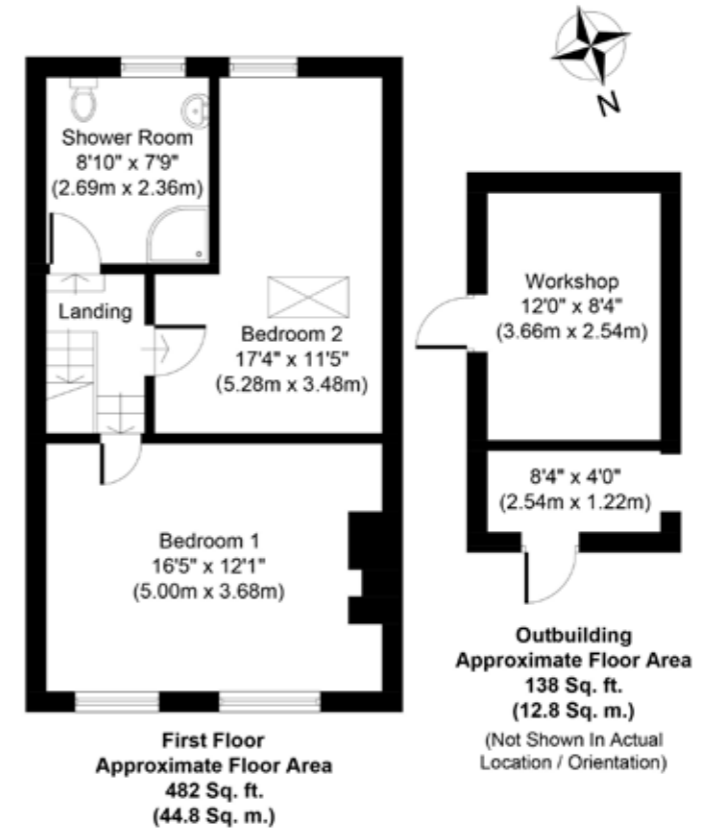 N
Shower Room
8'10" x 7'9"
(2.69m x 2.36m)
Landing
Bedroom 2
17'4" x 11'5"
(5.28m x 3.48m)
Bedroom 1
16'5" x 12'1"
(5.00m x 3.68m)
First Floor
Approximate Floor Area
482 Sq. ft.
(44.8 Sq. m.)
Workshop
12'0" x 8'4"
(3.66m x 2.54m)
8'4" x 4'0"
(2.54m x 1.22m)
Outbuilding
Approximate Floor Area
138 Sq. ft.
(12.8 Sq. m.)
(Not Shown In Actual
Location / Orientation)